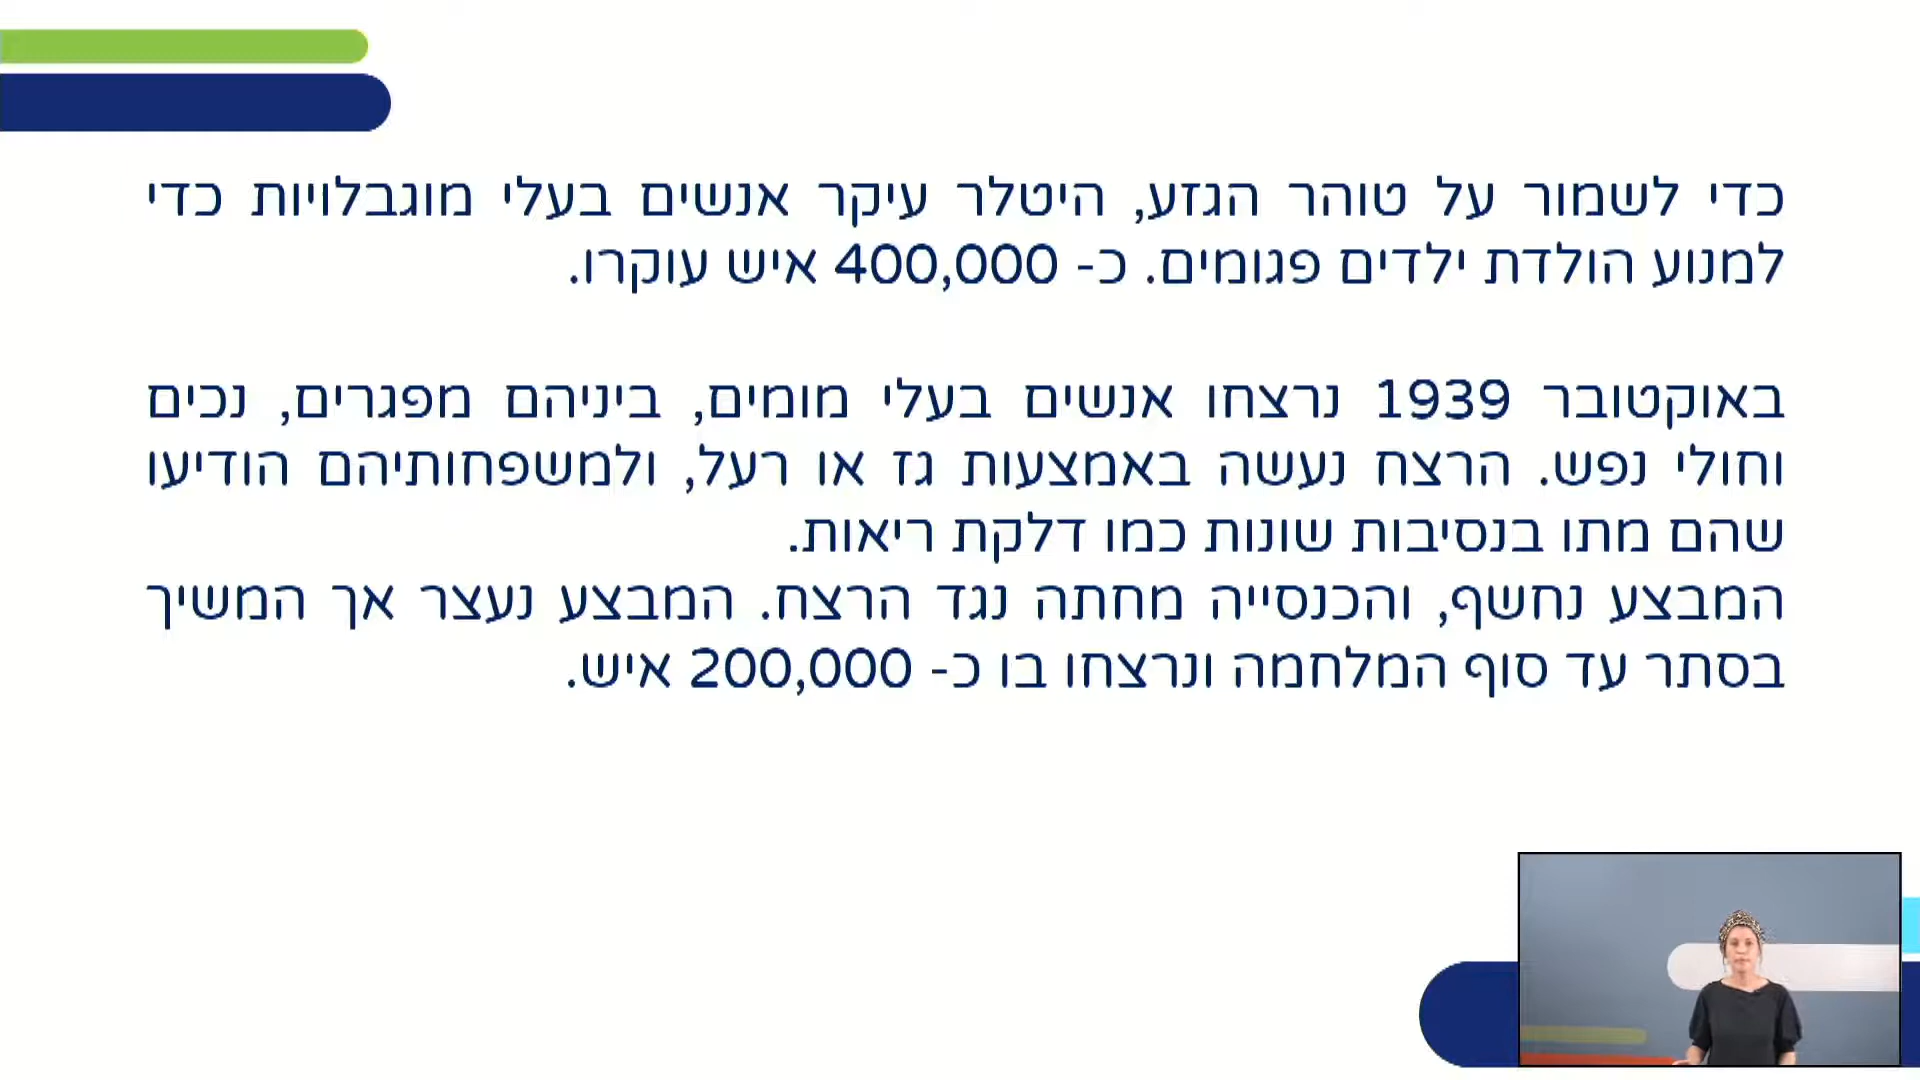 כדי לשמור על טוהר הגזע, היטלר עיקר אנשים בעלי מוגבלויות כדי
למנוע הולדת ילדים פגומים. כ- 400,000 איש עוקרו.
באוקטובר 1939 נרצחו אנשים בעלי מומים, ביניהם מפגרים, נכים
וחולי נפש. הרצח נעשה באמצעות גז או רעל, ולמשפחותיהם הודיעו
שהם מתו בנסיבות שונות כמו דלקת ריאות.
המבצע נחשף, והכנסייה מחתה נגד הרצח. המבצע נעצר אך המשיך
בסתר עד סוף המלחמה ונרצחו בו כ- 200,000 איש.